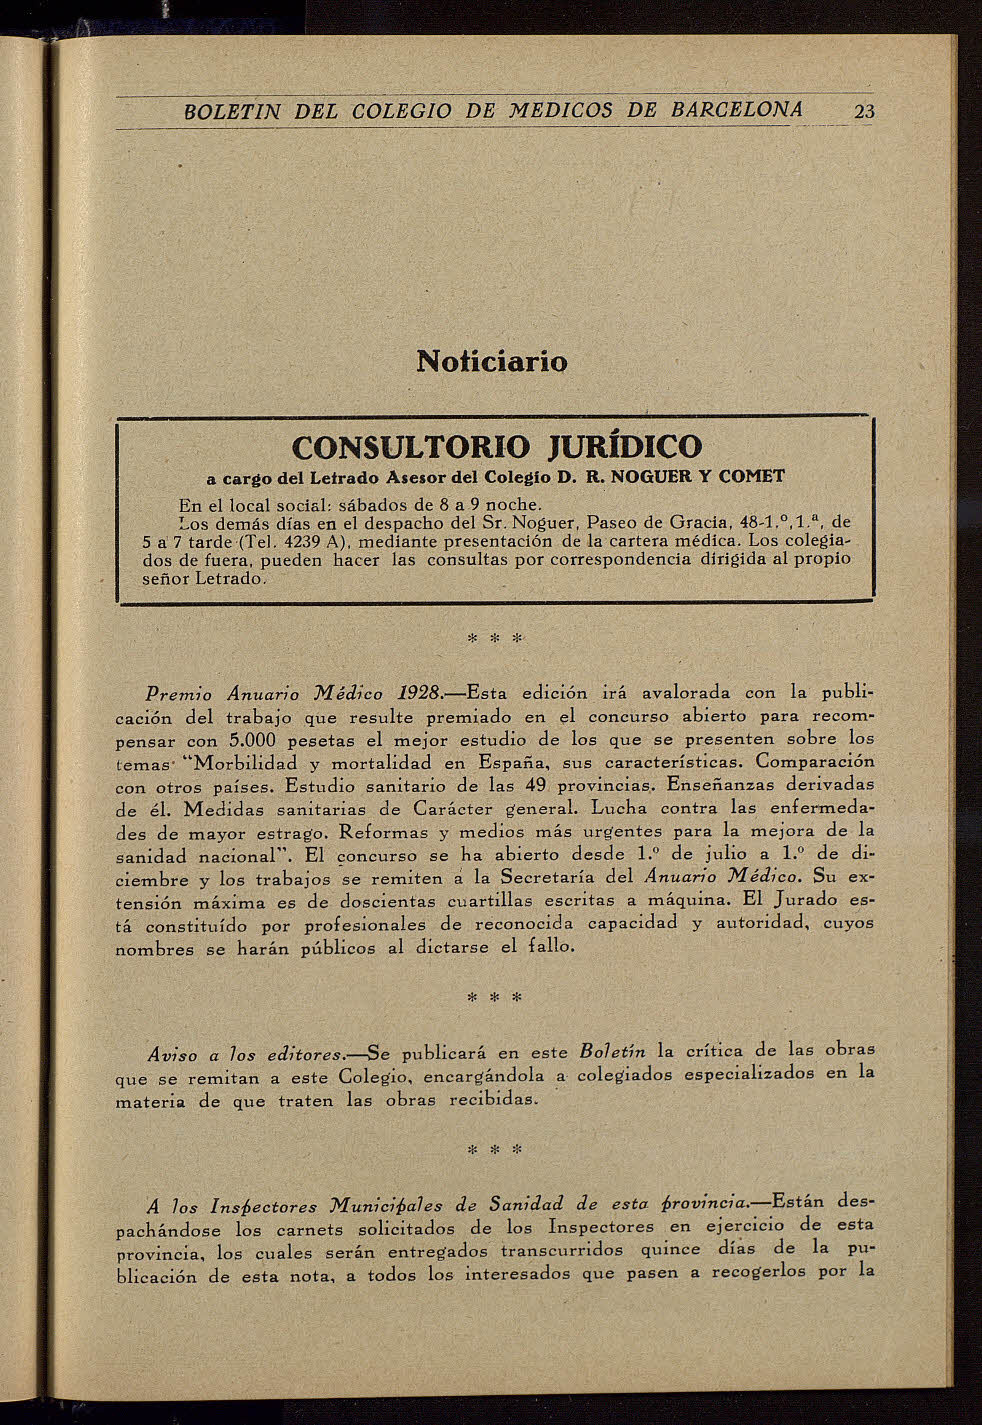 BOLETIN DEL COLEGIO DE MEDICOS DE BARCELONA 23
Noticiario
CONSULTORIO JURÍDICO
a cargo del Letrado Asesor del Colegio D. R. NOGUER Y COMET
En el local social: sábados de 8 a 9 noche.
Los demás días en el despacho del Sr. Noguer, Paseo de Gracia, 48-1.º, 1.ª, de
5 a 7 tarde (Tel. 4239 A), mediante presentación de la cartera médica. Los colegia-
dos de fuera, pueden hacer las consultas por correspondencia dirigida al propio
señor Letrado.
* * *
Premio Anuario Médico 1928.—Esta edición irá avalorada con la publi-
cación del trabajo que resulte premiado en el concurso abierto para recom-
pensar con 5.000 pesetas el mejor estudio de los que se presenten sobre los
temas "Morbilidad y mortalidad en España, sus características. Comparación
con otros países. Estudio sanitario de las 49 provincias. Enseñanzas derivadas
de él. Medidas sanitarias de Carácter general. Lucha contra las enfermeda-
des de mayor estrago. Reformas y medios más urgentes para la mejora de la
sanidad nacional". El concurso se ha abierto desde 1.º de julio a 1.º de di-
ciembre y los trabajos se remiten a la Secretaría del Anuario Médico. Su ex-
tensión máxima es de doscientas cuartillas escritas a máquina. El Jurado es-
tá constituído por profesionales de reconocida capacidad y autoridad, cuyos
nombres se harán públicos al dictarse el fallo.
* * *
Aviso a los editores.—Se publicará en este Boletín la crítica de las obras
que se remitan a este Colegio, encargándola a colegiados especializados en la
materia de que traten las obras recibidas.
* * *
A los Inspectores Municipales de Sanidad de esta provincia.—Están des-
pachándose los carnets solicitados de los Inspectores en ejercicio de esta
provincia, los cuales serán entregados transcurridos quince días de la pu-
blicación de esta nota, a todos los interesados que pasen a recogerlos por la